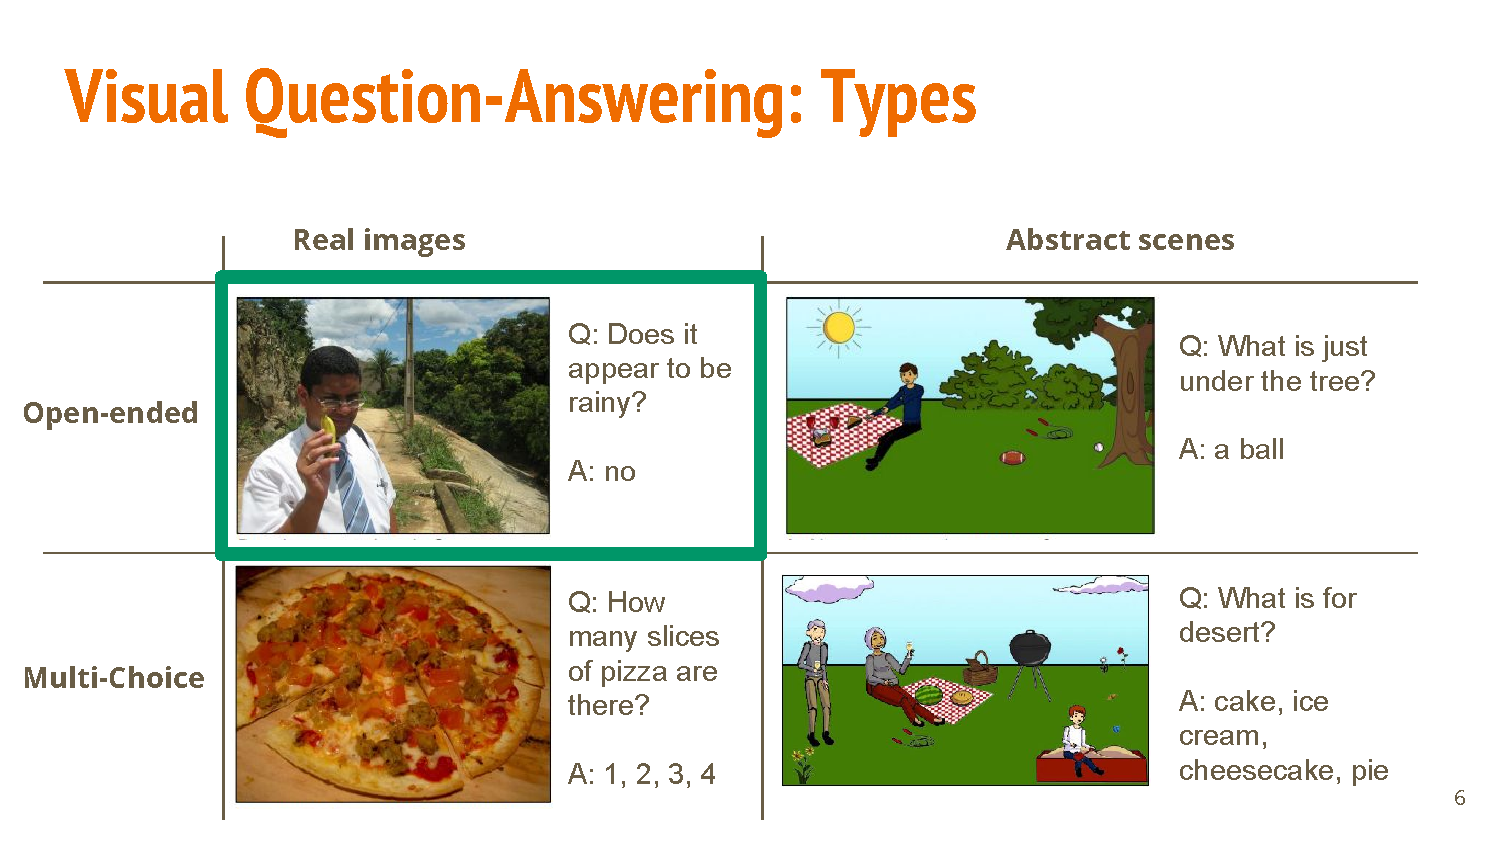 Visual Question-Answering: Types
Real images
Abstract scenes
Open-ended
Q: Does it
appear to be
rainy?
A: no
Q: What is just
under the tree?
A: a ball
Multi-Choice
Q: How
many slices
of pizza are
there?
A: 1, 2, 3, 4
Q: What is for
desert?
A: cake, ice
cream,
cheesecake, pie
6